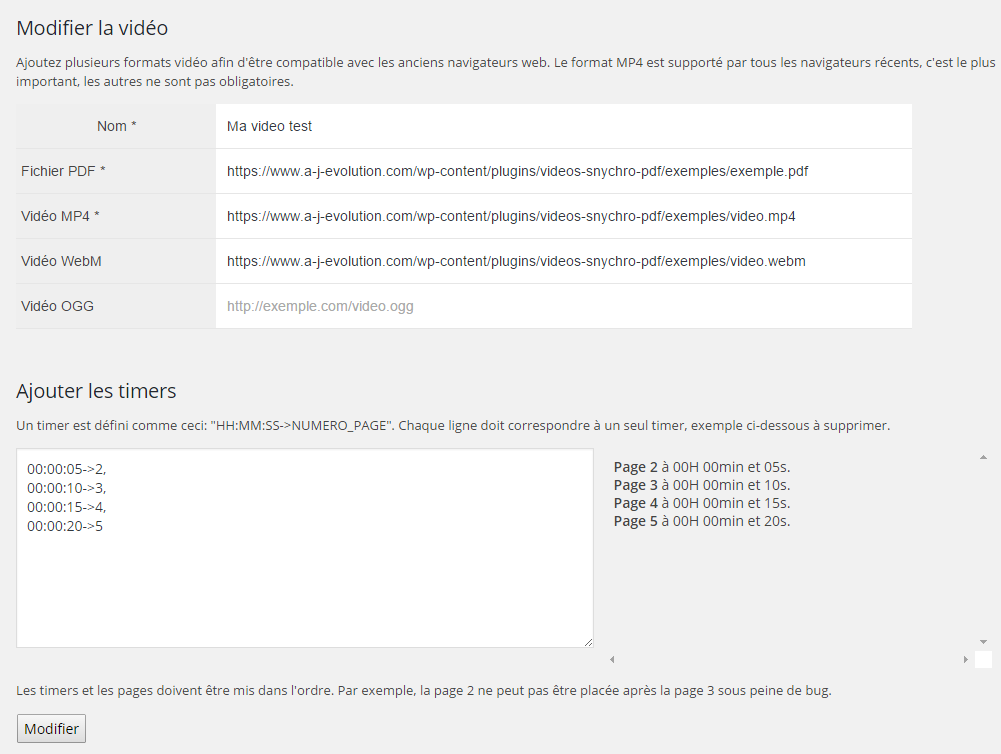 Modifier la vidéo
Ajoutez plusieurs formats vidéo afin d'être compatible avec les anciens navigateurs web. Le format MP4 est supporté par tous les navigateurs récents, c'est le plus
important, les autres ne sont pas obligatoires.
Nom * Ma video test
Fichier PDF * https://www.a-j-evolution.com/wp-content/plugins/videos-snychro-pdf/exemples/exemple.pdf
Vidéo MP4 * https://www.a-j-evolution.com/wp-content/plugins/videos-snychro-pdf/exemples/video.mp4
Vidéo WebM https://www.a-j-evolution.com/wp-content/plugins/videos-snychro-pdf/exemples/video.webm
Vidéo OGG http://exemple.com/video.ogg
Ajouter les timers
Un timer est défini comme ceci: "HH:MM:SS->NUMERO_PAGE". Chaque ligne doit correspondre à un seul timer, exemple ci-dessous à supprimer.
00:00:05->2,
00:00:10->3,
00:00:15->4,
00:00:20->5
Page 2 à 00H 00min et 05s.
Page 3 à 00H 00min et 10s.
Page 4 à 00H 00min et 15s.
Page 5 à 00H 00min et 20s.
Les timers et les pages doivent être mis dans l'ordre. Par exemple, la page 2 ne peut pas être placée après la page 3 sous peine de bug.
Modifier